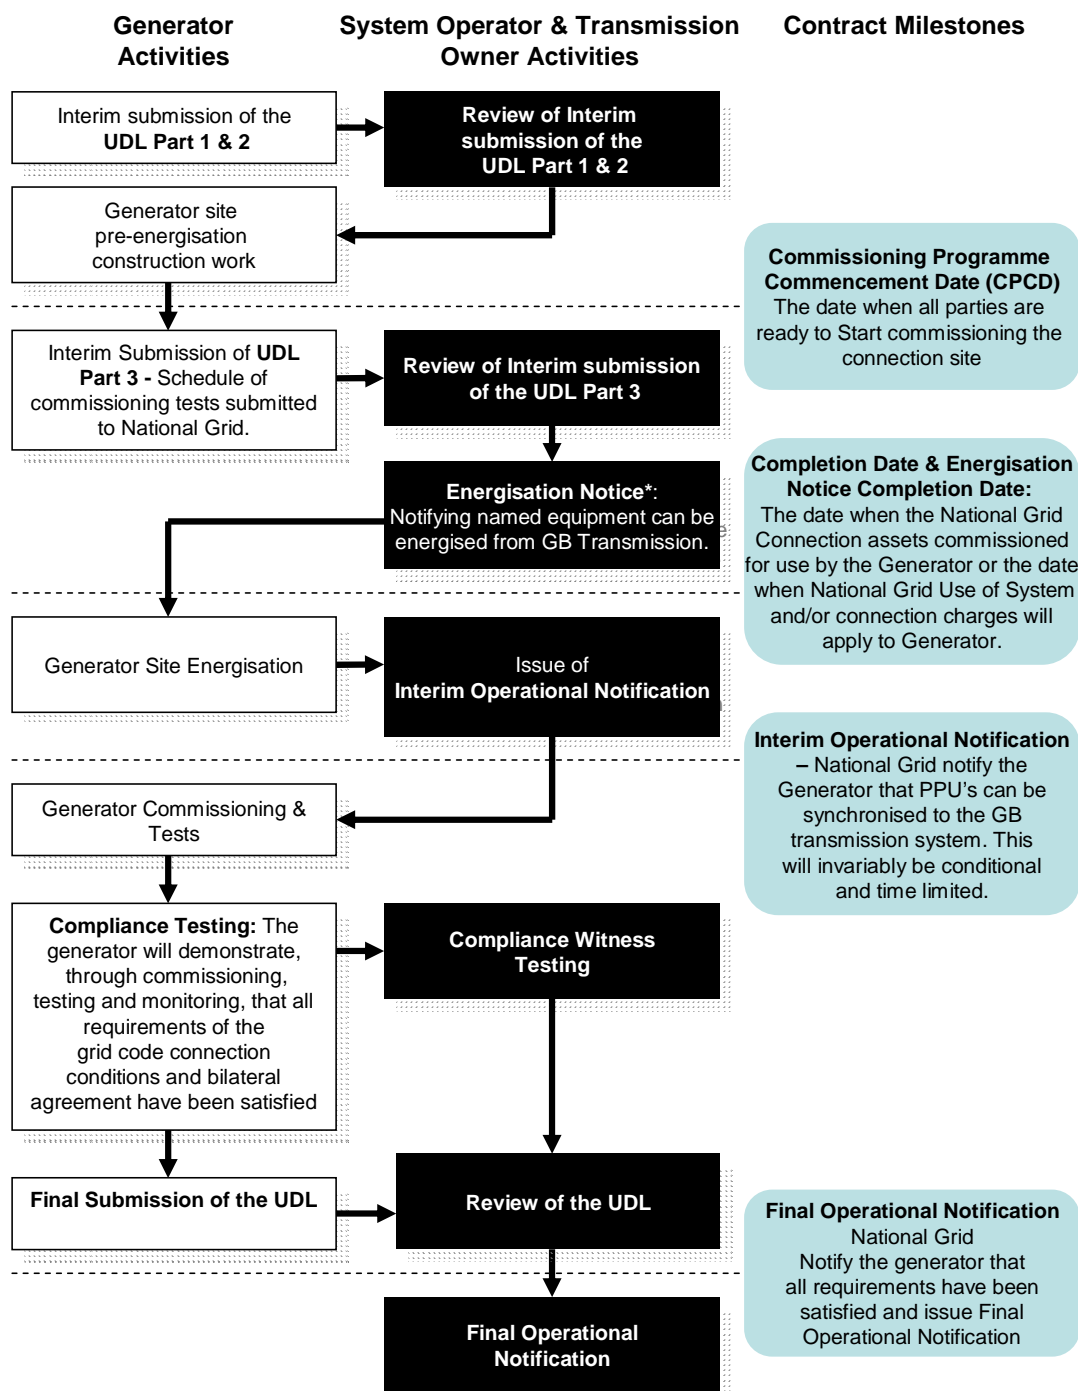 Generator
Activities
System Operator & Transmission
Owner Activities
Contract Milestones
Interim submission of the
UDL Part 1 & 2
Review of Interim
submission of the
UDL Part 1 & 2
Generator site
pre-energisation
construction work
Commissioning Programme
Commencement Date (CPCD)
The date when all parties are
ready to Start commissioning the
connection site
Interim Submission of UDL
Part 3 - Schedule of
commissioning tests submitted
to National Grid.
Review of Interim submission
of the UDL Part 3
Energisation Notice*:
Notifying named equipment can be
energised from GB Transmission.
Completion Date & Energisation
Notice Completion Date:
The date when the National Grid
Connection assets commissioned
for use by the Generator or the date
when National Grid Use of System
and/or connection charges will
apply to Generator.
Generator Site Energisation
Issue of
Interim Operational Notification
Interim Operational Notification
– National Grid notify the
Generator that PPU's can be
synchronised to the GB
transmission system. This
will invariably be conditional
and time limited.
Generator Commissioning &
Tests
Compliance Testing: The
generator will demonstrate,
through commissioning,
testing and monitoring, that all
requirements of the
grid code connection
conditions and bilateral
agreement have been satisfied
Compliance Witness
Testing
Final Submission of the UDL
Review of the UDL
Final Operational Notification
National Grid
Notify the generator that
all requirements have been
satisfied and issue Final
Operational Notification
Final Operational
Notification